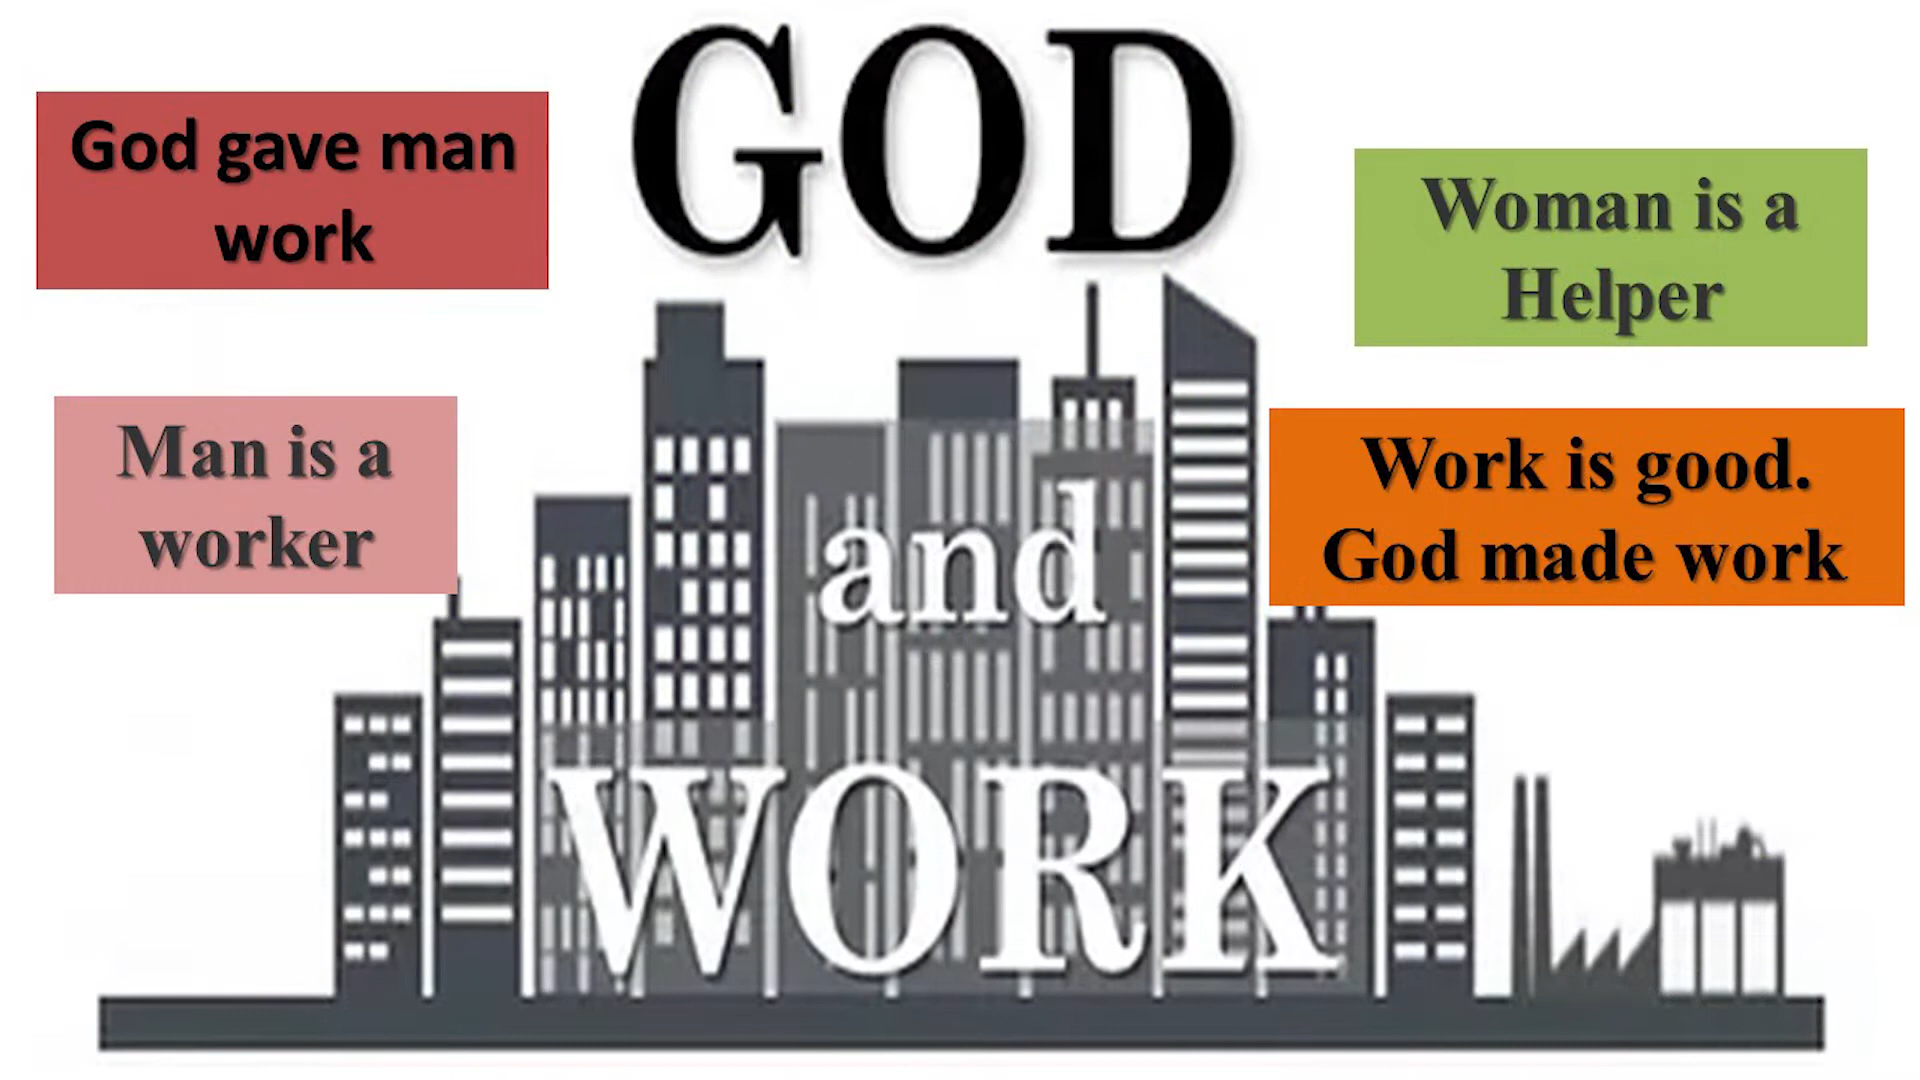 GOD
and
WORK
God gave man
work
Man is a
worker
Woman is a
Helper
Work is good.
God made work